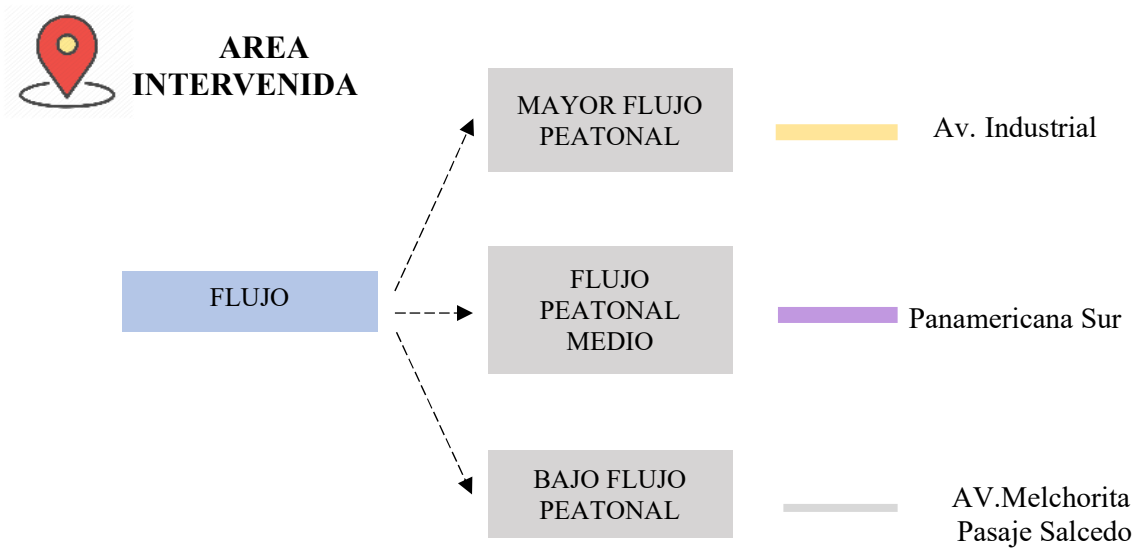 AREA
INTERVENIDA
MAYOR FLUJO
PEATONAL
Av. Industrial
FLUJO
FLUJO
PEATONAL
MEDIO
Panamericana Sur
BAJO FLUJO
PEATONAL
AV.Melchorita
Pasaje Salcedo